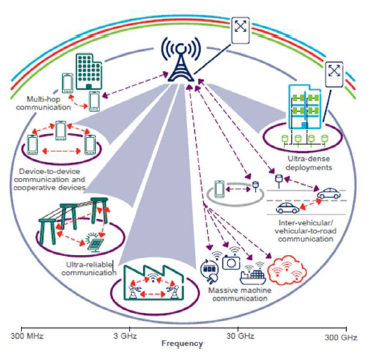 Multi-hop
communication
Device-to-device
communication and
cooperative devices
Ultra-reliable
communication
Ultra-dense
deployments
Inter-vehicular/
vehicular-to-road
communication
Massive machine
communication
300 MHz
3 GHz
30 GHz
300 GHz
Frequency